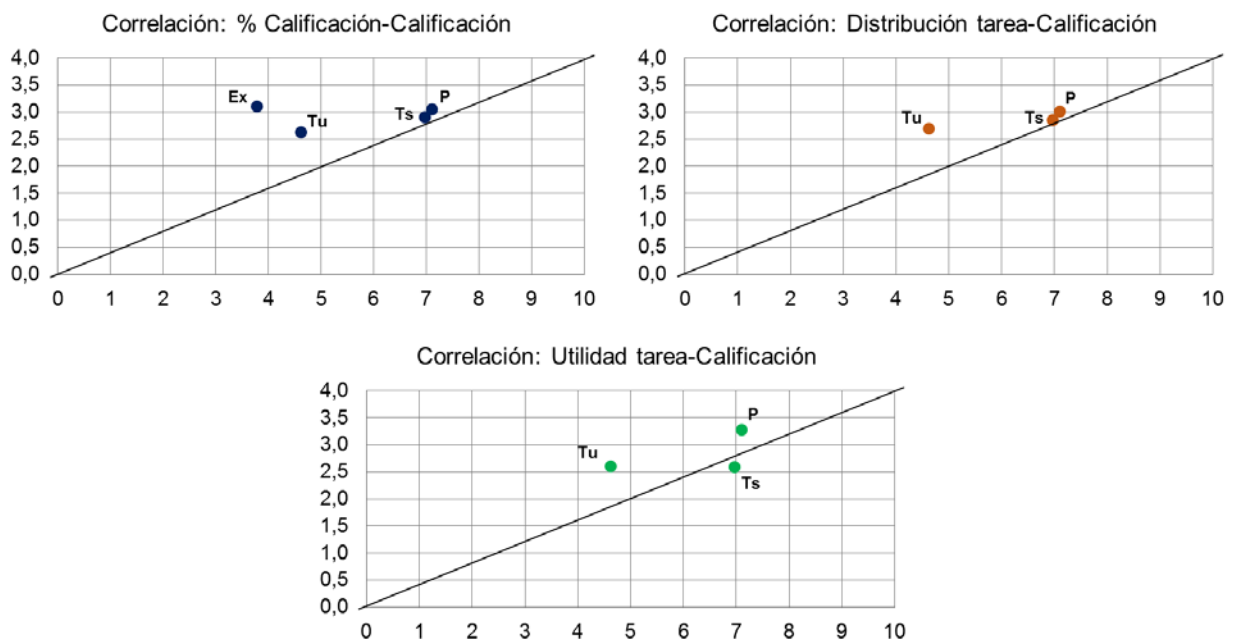 Correlación: % Calificación-Calificación
4,0
3,5
3,0
2,5
2,0
1,5
1,0
0,5
0,0
Ex
Tu
Ts
P
0 1 2 3 4 5 6 7 8 9 10
Correlación: Distribución tarea-Calificación
4,0
3,5
3,0
2,5
2,0
1,5
1,0
0,5
0,0
Tu
Ts
P
0 1 2 3 4 5 6 7 8 9 10
Correlación: Utilidad tarea-Calificación
4,0
3,5
3,0
2,5
2,0
1,5
1,0
0,5
0,0
P
Tu
Ts
0 1 2 3 4 5 6 7 8 9 10